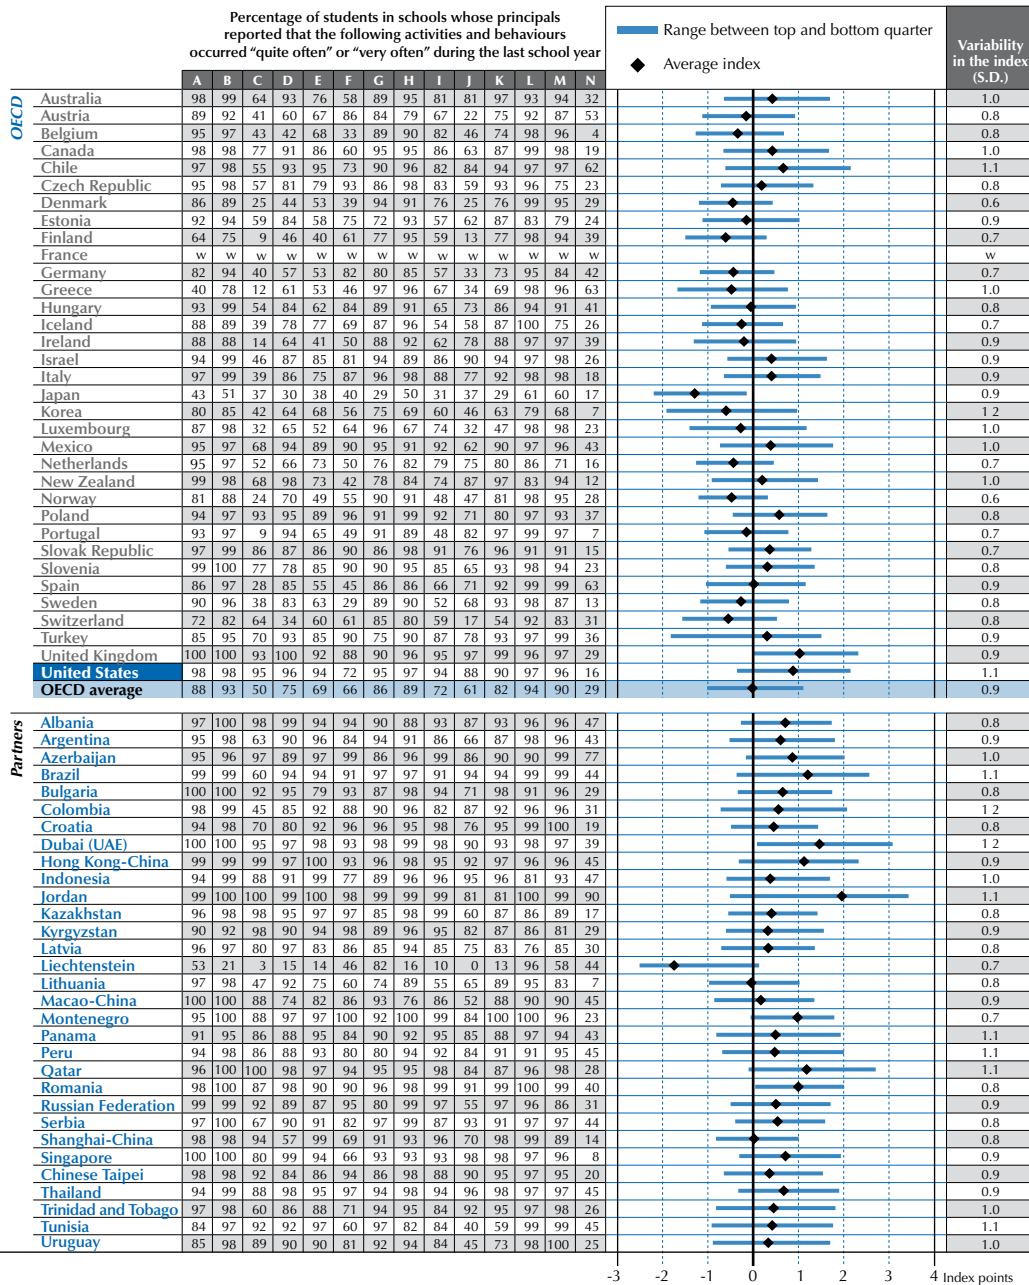 Percentage of students in schools whose principals
reported that the following activities and behaviours
occurred “quite often” or “very often” during the last school year
Range between top and bottom quarter
Average index
Variability
in the index
(S.D.)
A B C D E F G H I J K L M N
OECD
Australia 98 99 64 93 76 58 89 95 81 81 97 93 94 32 1.0
Austria 89 92 41 60 67 86 84 79 67 22 75 92 87 53 0.8
Belgium 95 97 43 42 68 33 89 90 82 46 74 98 96 4 0.8
Canada 98 98 77 91 86 60 95 95 86 63 87 99 98 19 1.0
Chile 97 98 55 93 95 73 90 96 82 84 94 97 97 62 1.1
Czech Republic 95 98 57 81 79 93 86 98 83 59 93 96 75 23 0.8
Denmark 86 89 25 44 53 39 94 91 76 25 76 99 95 29 0.6
Estonia 92 94 59 84 58 75 72 93 57 62 87 83 79 24 0.9
Finland 64 75 9 46 40 61 77 95 59 13 77 98 94 39 0.7
France w w w w w w w w w w w w w w w
Germany 82 94 40 57 53 82 80 85 57 33 73 95 84 42 0.7
Greece 40 78 12 61 53 46 97 96 67 34 69 98 96 63 1.0
Hungary 93 99 54 84 62 84 89 91 65 73 86 94 91 41 0.8
Iceland 88 89 39 78 77 69 87 96 54 58 87 100 75 26 0.7
Ireland 88 88 14 64 41 50 88 92 62 78 88 97 97 39 0.9
Israel 94 99 46 87 85 81 94 89 86 90 94 97 98 26 0.9
Italy 97 99 39 86 75 87 96 98 88 77 92 98 98 18 0.9
Japan 43 51 37 30 38 40 29 50 31 37 29 61 60 17 0.9
Korea 80 85 42 64 68 56 75 69 60 46 63 79 68 7 1 2
Luxembourg 87 98 32 65 52 64 96 67 74 32 47 98 98 23 1.0
Mexico 95 97 68 94 89 90 95 91 92 62 90 97 96 43 1.0
Netherlands 95 97 52 66 73 50 76 82 79 75 80 86 71 16 0.7
New Zealand 99 98 68 98 73 42 78 84 74 87 97 83 94 12 1.0
Norway 81 88 24 70 49 55 90 91 48 47 81 98 95 28 0.6
Poland 94 97 93 95 89 96 91 99 92 71 80 97 93 37 0.8
Portugal 93 97 9 94 65 49 91 89 48 82 97 99 97 7 0.7
Slovak Republic 97 99 86 87 86 90 86 98 91 76 96 91 91 15 0.7
Slovenia 99 100 77 78 85 90 90 95 85 65 93 98 94 23 0.8
Spain 86 97 28 85 55 45 86 86 66 71 92 99 99 63 0.9
Sweden 90 96 38 83 63 29 89 90 52 68 93 98 87 13 0.8
Switzerland 72 82 64 34 60 61 85 80 59 17 54 92 83 31 0.8
Turkey 85 95 70 93 85 90 75 90 87 78 93 97 99 36 0.9
United Kingdom 100 100 93 100 92 88 90 96 95 97 99 96 97 29 0.9
United States 98 98 95 96 94 72 95 97 94 88 90 97 96 16 1.1
OECD average 88 93 50 75 69 66 86 89 72 61 82 94 90 29 0.9
Partners
Albania 97 100 98 99 94 94 90 88 93 87 93 96 96 47 0.8
Argentina 95 98 63 90 96 84 94 91 86 66 87 98 96 43 0.9
Azerbaijan 95 96 97 89 97 99 86 96 99 86 90 90 99 77 1.0
Brazil 99 99 60 94 94 91 97 97 91 94 94 99 99 44 1.1
Bulgaria 100 100 92 95 79 93 87 98 94 71 98 91 96 29 0.8
Colombia 98 99 45 85 92 88 90 96 82 87 92 96 96 31 1 2
Croatia 94 98 70 80 92 96 96 95 98 76 95 99 100 19 0.8
Dubai (UAE) 100 100 95 97 98 93 98 99 98 90 93 98 97 39 1 2
Hong Kong-China 99 99 99 97 100 93 96 98 95 92 97 96 96 45 0.9
Indonesia 94 99 88 91 99 77 89 96 96 95 96 81 93 47 1.0
Jordan 99 100 100 99 100 98 99 99 99 81 81 100 99 90 1.1
Kazakhstan 96 98 98 95 97 97 85 98 99 60 87 86 89 17 0.8
Kyrgyzstan 90 92 98 90 94 98 89 96 95 82 87 86 81 29 0.9
Latvia 96 97 80 97 83 86 85 94 85 75 83 76 85 30 0.8
Liechtenstein 53 21 3 15 14 46 82 16 10 0 13 96 58 44 0.7
Lithuania 97 98 47 92 75 60 74 89 55 65 89 95 83 7 0.8
Macao-China 100 100 88 74 82 86 93 76 86 52 88 90 90 45 0.9
Montenegro 95 100 88 97 97 100 92 100 99 84 100 100 96 23 0.7
Panama 91 95 86 88 95 84 90 92 95 85 88 97 94 43 1.1
Peru 94 98 86 88 93 80 80 94 92 84 91 91 95 45 1.1
Qatar 96 100 100 98 97 94 95 95 98 84 87 96 98 28 1.1
Romania 98 100 87 98 90 90 96 98 99 91 99 100 99 40 0.8
Russian Federation 99 99 92 89 87 95 80 99 97 55 97 96 86 31 0.9
Serbia 97 100 67 90 91 82 97 99 87 93 91 97 97 44 0.8
Shanghai-China 98 98 94 57 99 69 91 93 96 70 98 99 89 14 0.8
Singapore 100 100 80 99 94 66 93 93 93 98 98 97 96 8 0.9
Chinese Taipei 98 98 92 84 86 94 86 98 88 90 95 97 95 20 0.9
Thailand 94 99 88 98 95 97 94 98 94 96 98 97 97 45 0.9
Trinidad and Tobago 97 98 60 86 88 71 94 95 84 92 95 97 98 26 1.0
Tunisia 84 97 92 92 97 60 97 82 84 40 59 99 99 45 1.1
Uruguay 85 98 89 90 90 81 92 94 84 45 73 98 100 25 1.0
-3 -2 -1 0 1 2 3 4 Index points